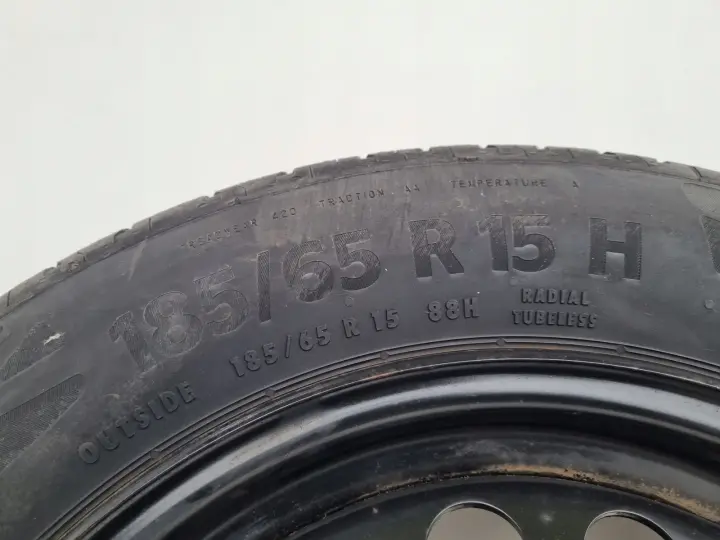 TREADWEAR 420 TRACTION AA TEMPERATURE A
185/65 R 15 H
OUTSIDE 185/65 R 15 88H RADIAL
TUBELESS